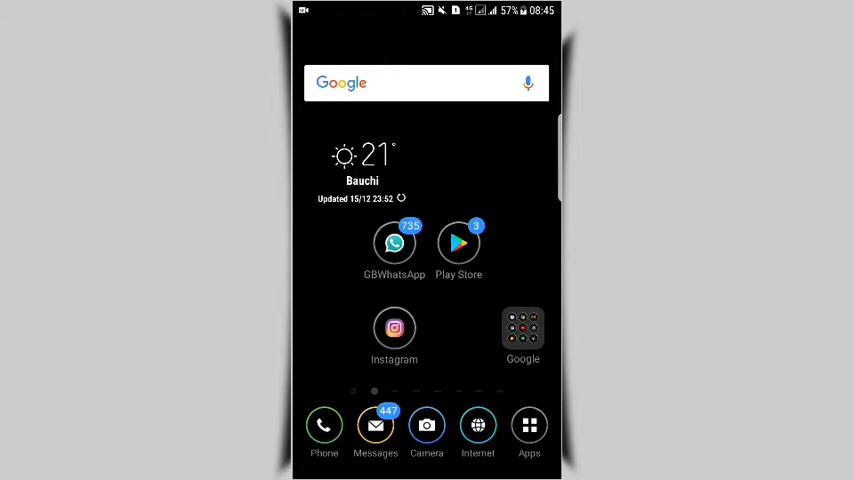 4G 57% 08:45
Google
21°
Bauchi
Updated 15/12 23:52
735 3
GBWhatsApp Play Store
Instagram Google
447
Phone Messages Camera Internet Apps